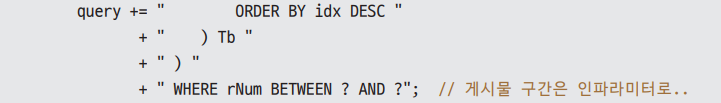 query += "       ORDER BY idx DESC "
       + "    ) Tb "
       + " ) "
       + " WHERE rNum BETWEEN ? AND ?";  // 게시물 구간은 인파라미터로..